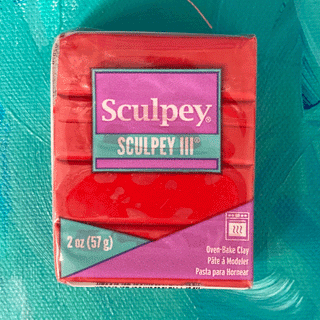 Sculpey®
SCULPEY III®
2 oz (57 g)
Oven-Bake Clay
Pâte á Modeler
Pasta para Hornear